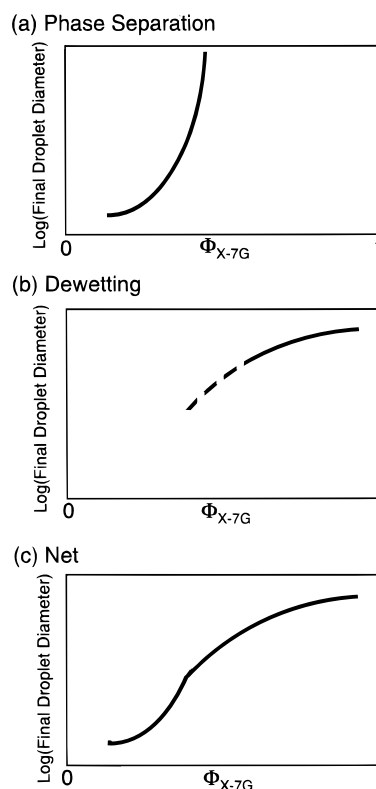 (a) Phase Separation
Log(Final Droplet Diameter)
0
ΦX-7G
(b) Dewetting
Log(Final Droplet Diameter)
0
ΦX-7G
(c) Net
Log(Final Droplet Diameter)
0
ΦX-7G